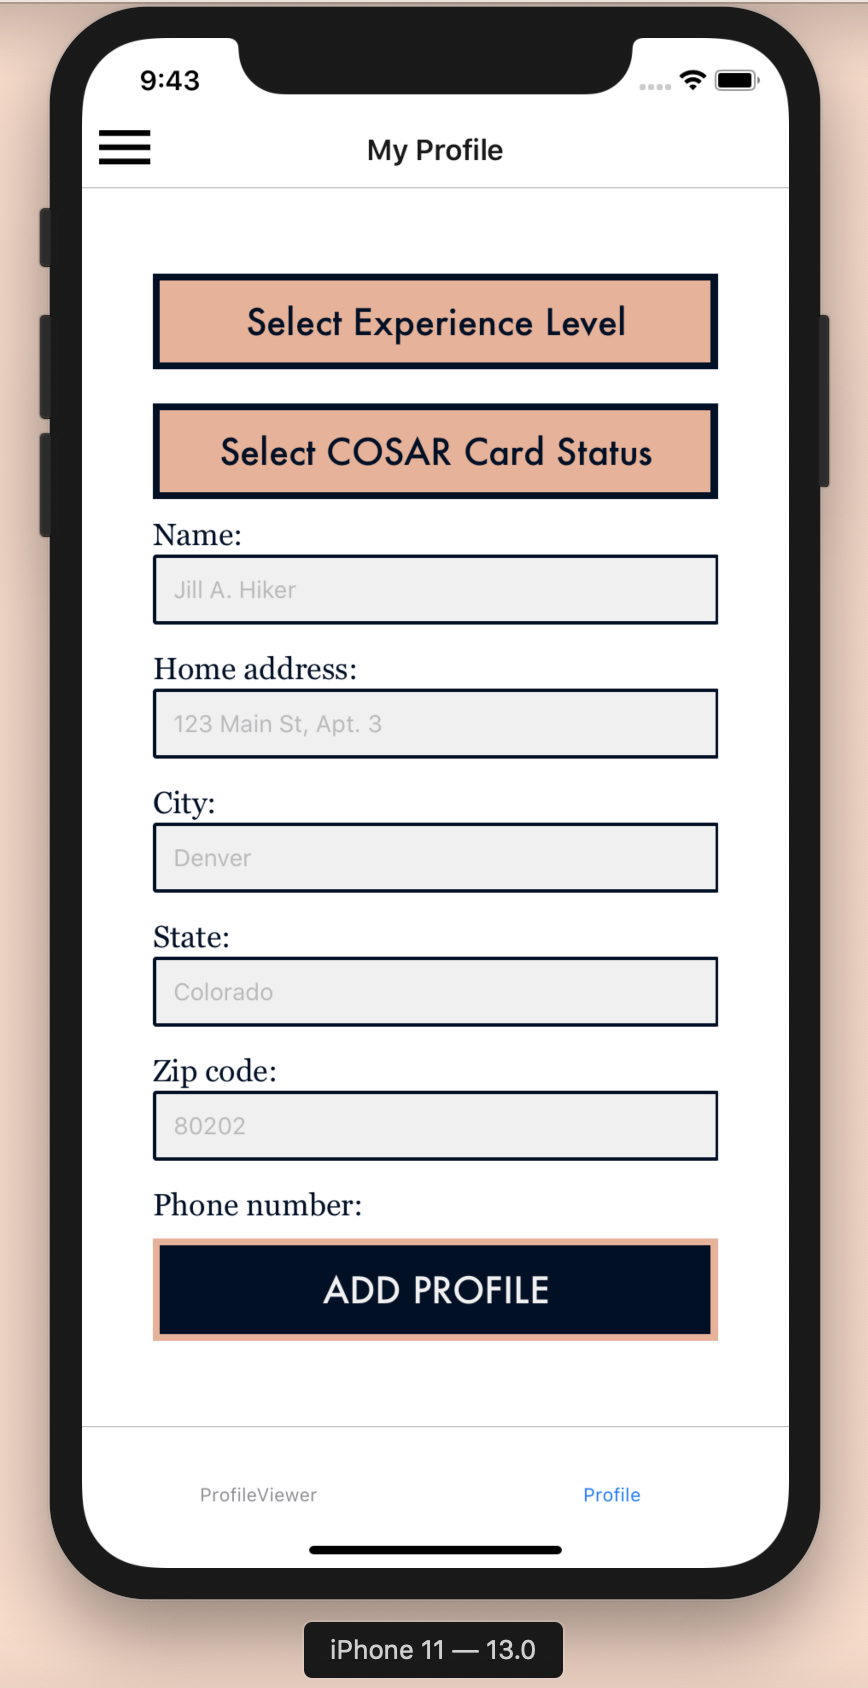 9:43
My Profile
Select Experience Level
Select COSAR Card Status
Name:
Jill A. Hiker
Home address:
123 Main St, Apt. 3
City:
Denver
State:
Colorado
Zip code:
80202
Phone number:
ADD PROFILE
ProfileViewer
Profile
iPhone 11 — 13.0